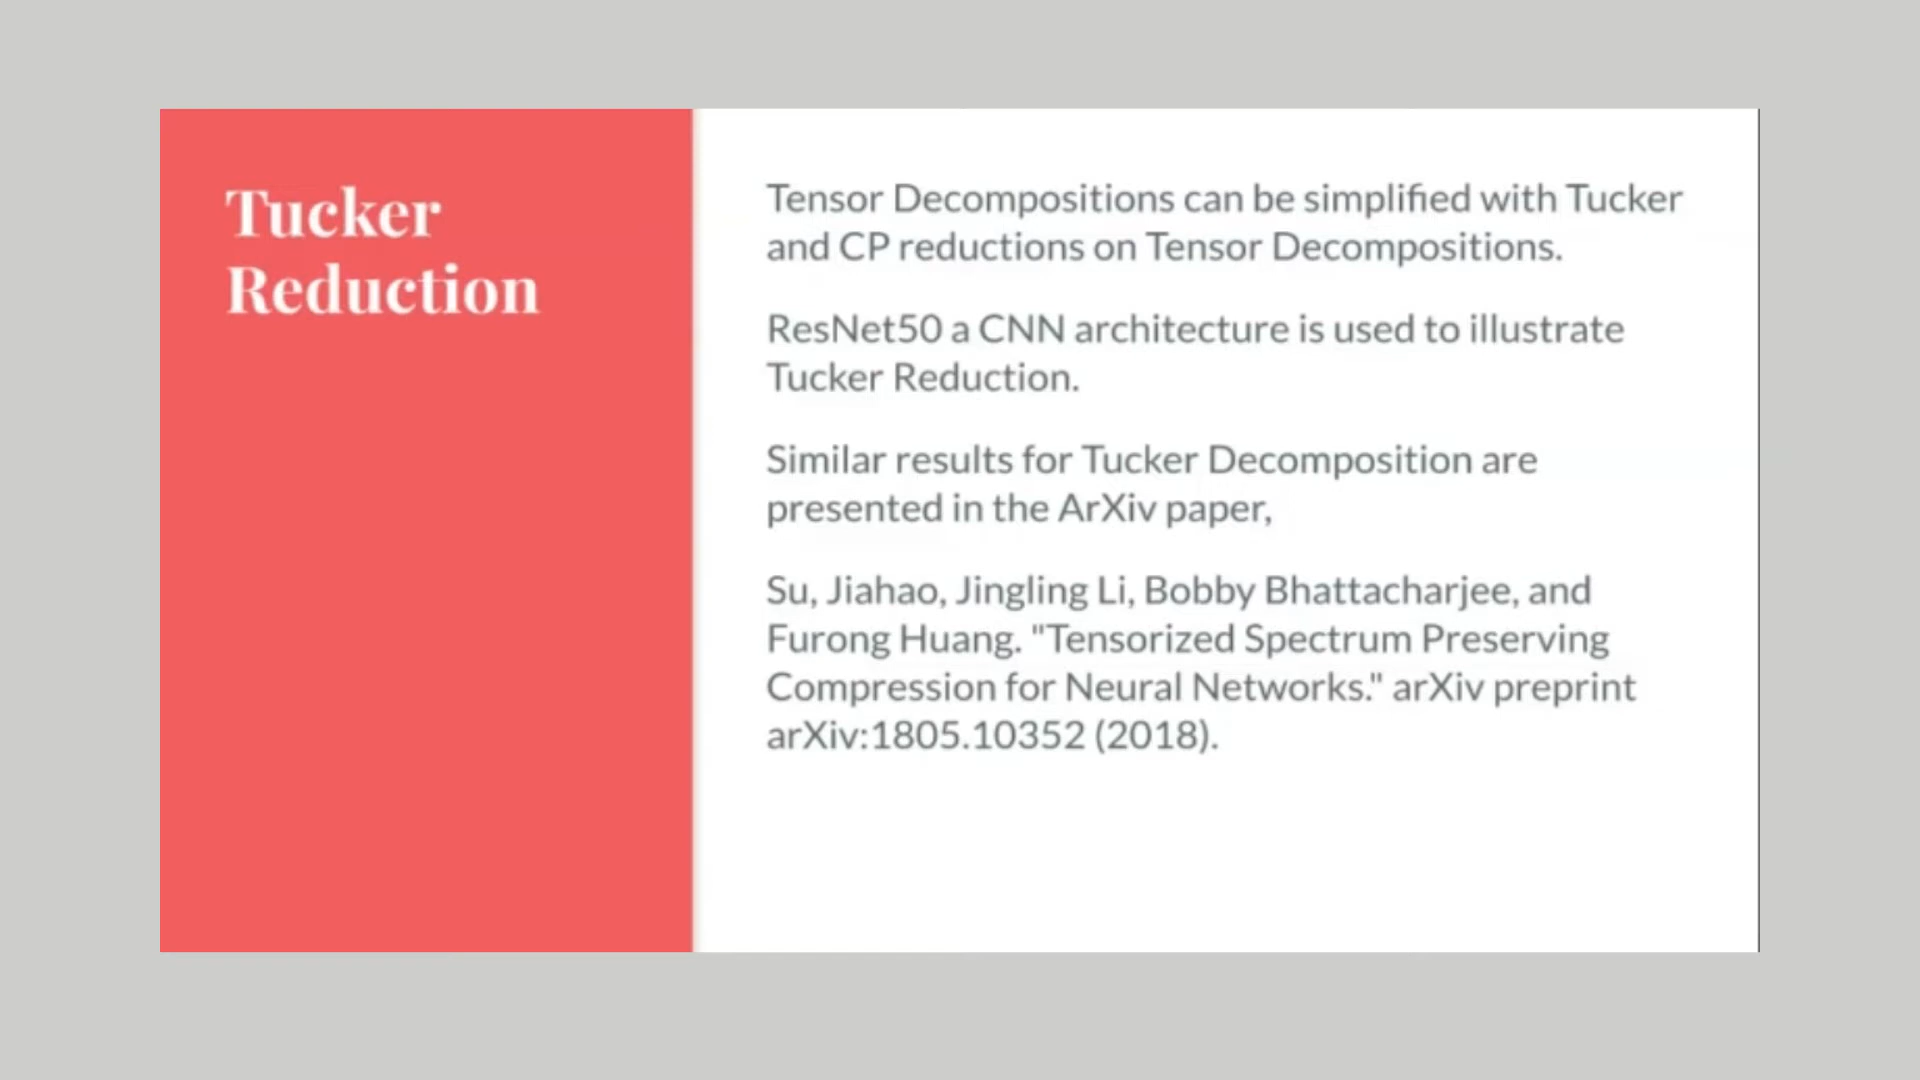 Tucker
Reduction
Tensor Decompositions can be simplified with Tucker
and CP reductions on Tensor Decompositions.
ResNet50 a CNN architecture is used to illustrate
Tucker Reduction.
Similar results for Tucker Decomposition are
presented in the ArXiv paper,
Su, Jiahao, Jingling Li, Bobby Bhattacharjee, and
Furong Huang. "Tensorized Spectrum Preserving
Compression for Neural Networks." arXiv preprint
arXiv:1805.10352 (2018).